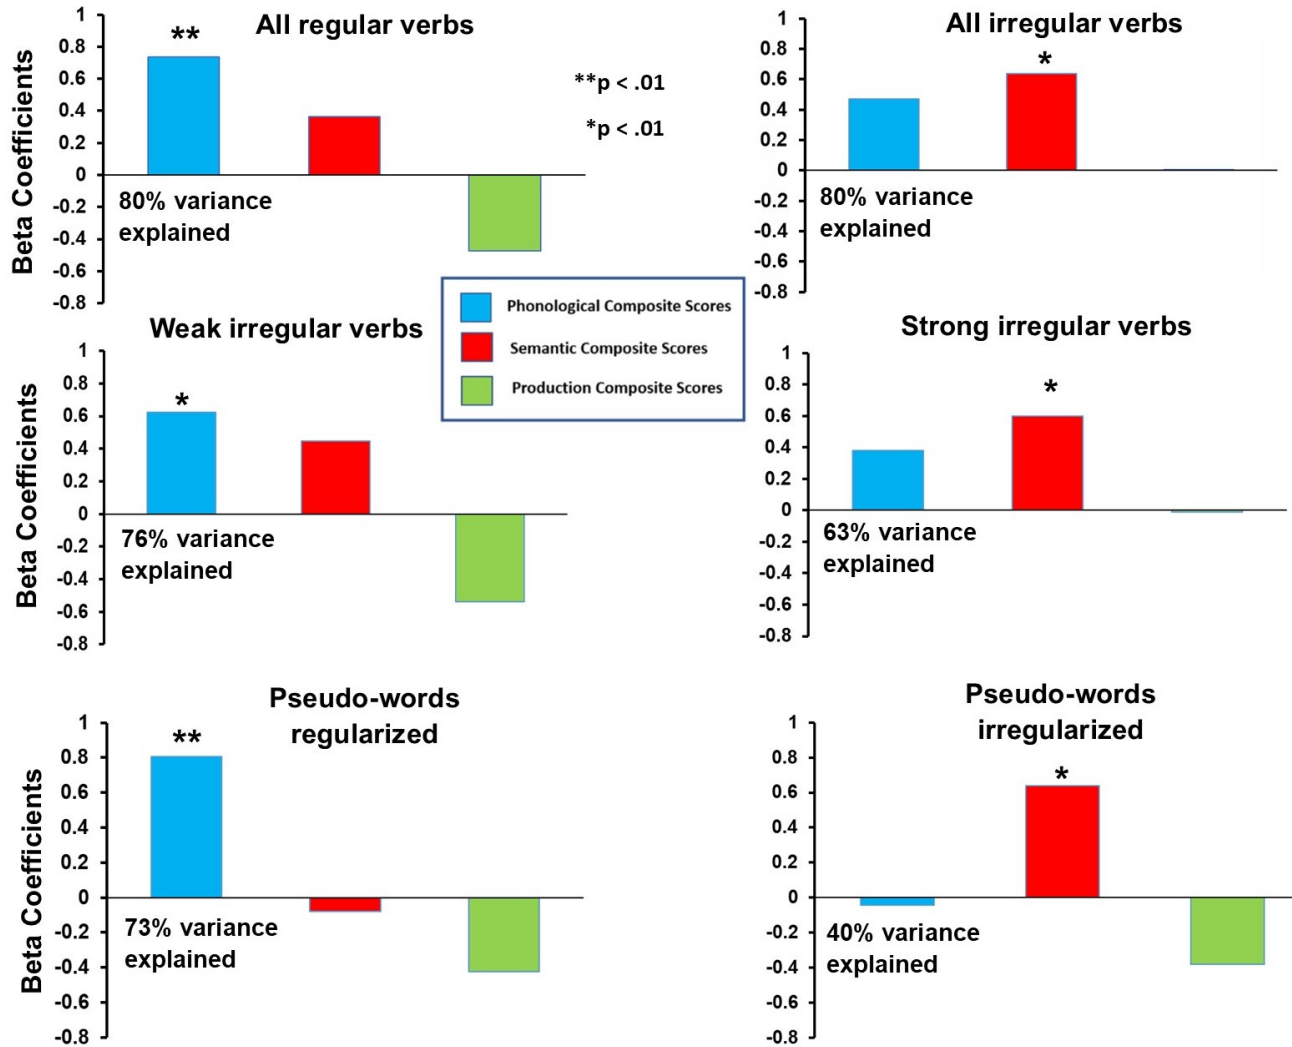 All regular verbs
**
**p < .01
*p < .01
Beta Coefficients
1
0.8
0.6
0.4
0.2
0
-0.2
-0.4
-0.6
-0.8
80% variance
explained
All irregular verbs
*
1
0.8
0.6
0.4
0.2
0
-0.2
-0.4
-0.6
-0.8
80% variance
explained
Phonological Composite Scores
Semantic Composite Scores
Production Composite Scores
Weak irregular verbs
*
Beta Coefficients
1
0.8
0.6
0.4
0.2
0
-0.2
-0.4
-0.6
-0.8
76% variance
explained
Strong irregular verbs
*
1
0.8
0.6
0.4
0.2
0
-0.2
-0.4
-0.6
-0.8
63% variance
explained
Pseudo-words
regularized
**
Beta Coefficients
1
0.8
0.6
0.4
0.2
0
-0.2
-0.4
-0.6
-0.8
73% variance
explained
Pseudo-words
irregularized
*
1
0.8
0.6
0.4
0.2
0
-0.2
-0.4
-0.6
-0.8
40% variance
explained